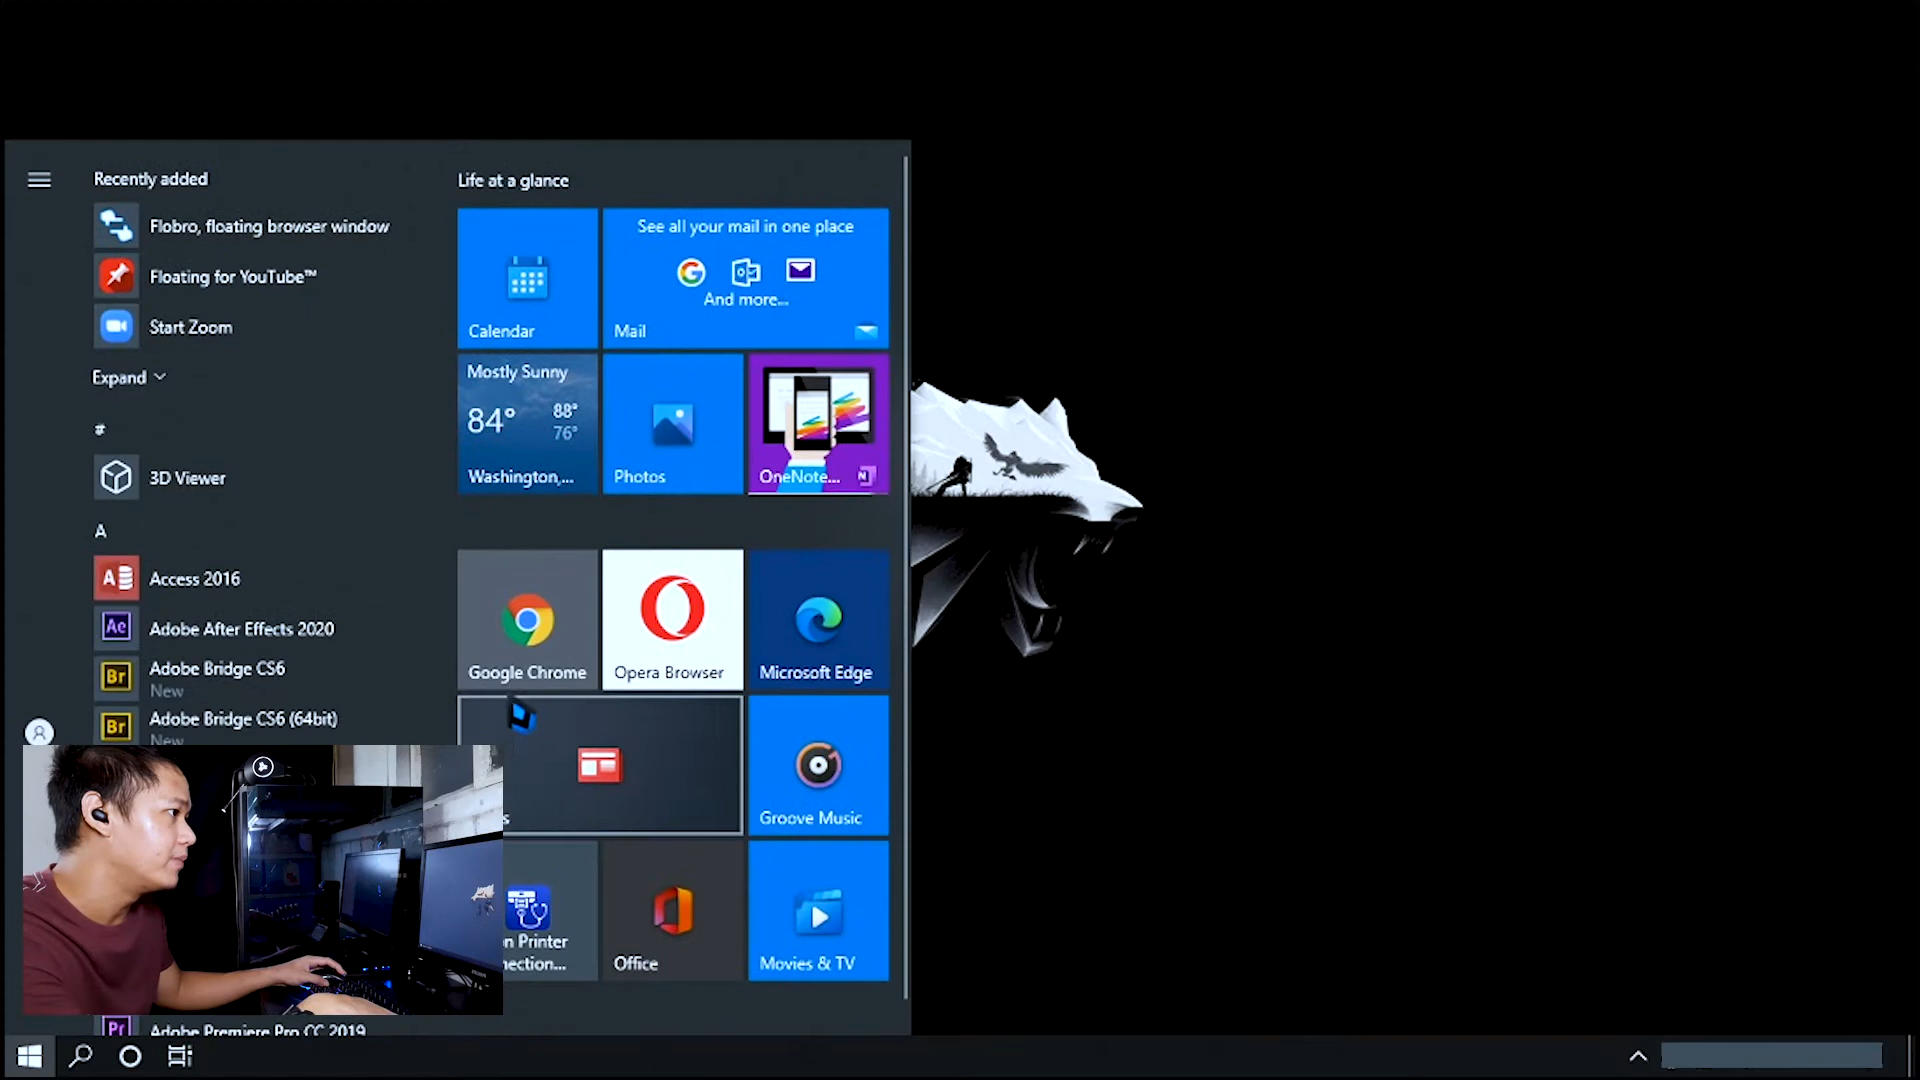 Recently added
Flobro, floating browser window
Floating for YouTube™
Start Zoom
Expand
#
3D Viewer
A
Access 2016
Adobe After Effects 2020
Adobe Bridge CS6
New
Adobe Bridge CS6 (64bit)
New
Adobe Premiere Pro CC 2019
Life at a glance
Calendar
See all your mail in one place
And more...
Mail
Mostly Sunny
84°
88°
76°
Washington,...
Photos
OneNote...
Google Chrome
Opera Browser
Microsoft Edge
Groove Music
Printer
Office
Movies & TV